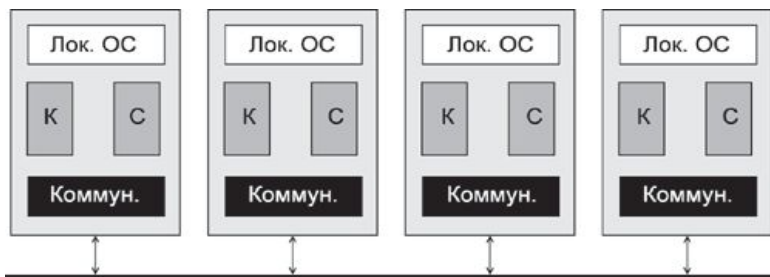 Лок. ОС Лок. ОС Лок. ОС Лок. ОС
К С К С К С К С
Коммун. Коммун. Коммун. Коммун.